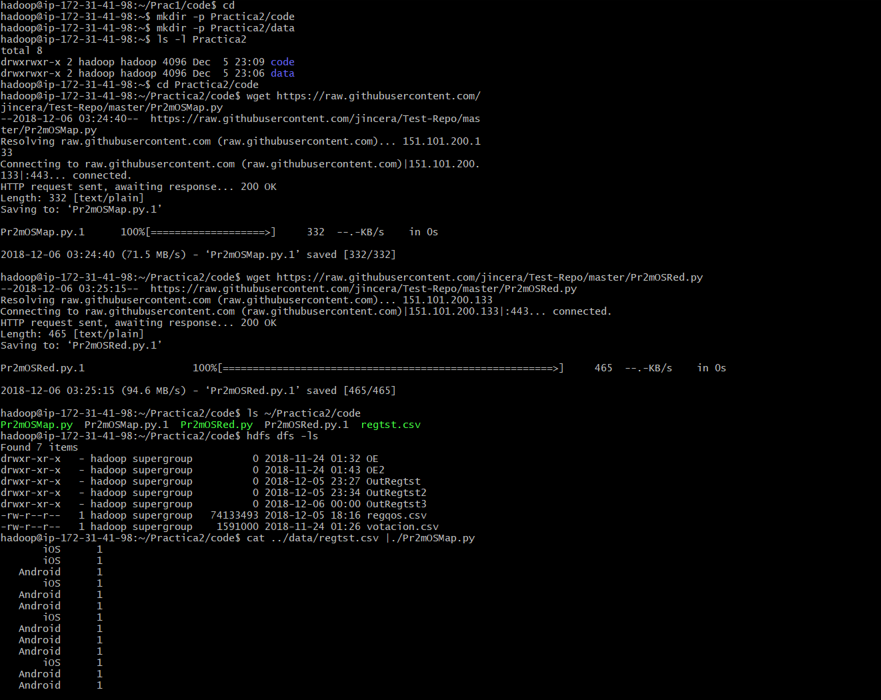 hadoop@ip-172-31-41-98:~/Prac1/code$ cd
hadoop@ip-172-31-41-98:~$ mkdir -p Practica2/code
hadoop@ip-172-31-41-98:~$ mkdir -p Practica2/data
hadoop@ip-172-31-41-98:~$ ls -l Practica2
total 8
drwxrwxr-x 2 hadoop hadoop 4096 Dec  5 23:09 code
drwxrwxr-x 2 hadoop hadoop 4096 Dec  5 23:06 data
hadoop@ip-172-31-41-98:~$ cd Practica2/code
hadoop@ip-172-31-41-98:~/Practica2/code$ wget https://raw.githubusercontent.com/
jincera/Test-Repo/master/Pr2mOSMap.py
--2018-12-06 03:24:40--  https://raw.githubusercontent.com/jincera/Test-Repo/mas
ter/Pr2mOSMap.py
Resolving raw.githubusercontent.com (raw.githubusercontent.com)... 151.101.200.1
33
Connecting to raw.githubusercontent.com (raw.githubusercontent.com)|151.101.200.
133|:443... connected.
HTTP request sent, awaiting response... 200 OK
Length: 332 [text/plain]
Saving to: ‘Pr2mOSMap.py.1’
Pr2mOSMap.py.1      100%[===================>]     332  --.-KB/s    in 0s
2018-12-06 03:24:40 (71.5 MB/s) - ‘Pr2mOSMap.py.1’ saved [332/332]
hadoop@ip-172-31-41-98:~/Practica2/code$ wget https://raw.githubusercontent.com/jincera/Test-Repo/master/Pr2mOSRed.py
--2018-12-06 03:25:15--  https://raw.githubusercontent.com/jincera/Test-Repo/master/Pr2mOSRed.py
Resolving raw.githubusercontent.com (raw.githubusercontent.com)... 151.101.200.133
Connecting to raw.githubusercontent.com (raw.githubusercontent.com)|151.101.200.133|:443... connected.
HTTP request sent, awaiting response... 200 OK
Length: 465 [text/plain]
Saving to: ‘Pr2mOSRed.py.1’
Pr2mOSRed.py.1                  100%[=======================================================>]     465  --.-KB/s    in 0s
2018-12-06 03:25:15 (94.6 MB/s) - ‘Pr2mOSRed.py.1’ saved [465/465]
hadoop@ip-172-31-41-98:~/Practica2/code$ ls ~/Practica2/code
Pr2mOSMap.py  Pr2mOSMap.py.1  Pr2mOSRed.py  Pr2mOSRed.py.1  regtst.csv
hadoop@ip-172-31-41-98:~/Practica2/code$ hdfs dfs -ls
Found 7 items
drwxr-xr-x   - hadoop supergroup          0 2018-11-24 01:32 OE
drwxr-xr-x   - hadoop supergroup          0 2018-11-24 01:43 OE2
drwxr-xr-x   - hadoop supergroup          0 2018-12-05 23:27 OutRegtst
drwxr-xr-x   - hadoop supergroup          0 2018-12-05 23:34 OutRegtst2
drwxr-xr-x   - hadoop supergroup          0 2018-12-06 00:00 OutRegtst3
-rw-r--r--   1 hadoop supergroup   74133493 2018-12-05 18:16 regqos.csv
-rw-r--r--   1 hadoop supergroup    1591000 2018-11-24 01:26 votacion.csv
hadoop@ip-172-31-41-98:~/Practica2/code$ cat ../data/regtst.csv |./Pr2mOSMap.py
iOS      1
iOS      1
Android      1
iOS      1
Android      1
Android      1
iOS      1
Android      1
Android      1
Android      1
iOS      1
Android      1
Android      1